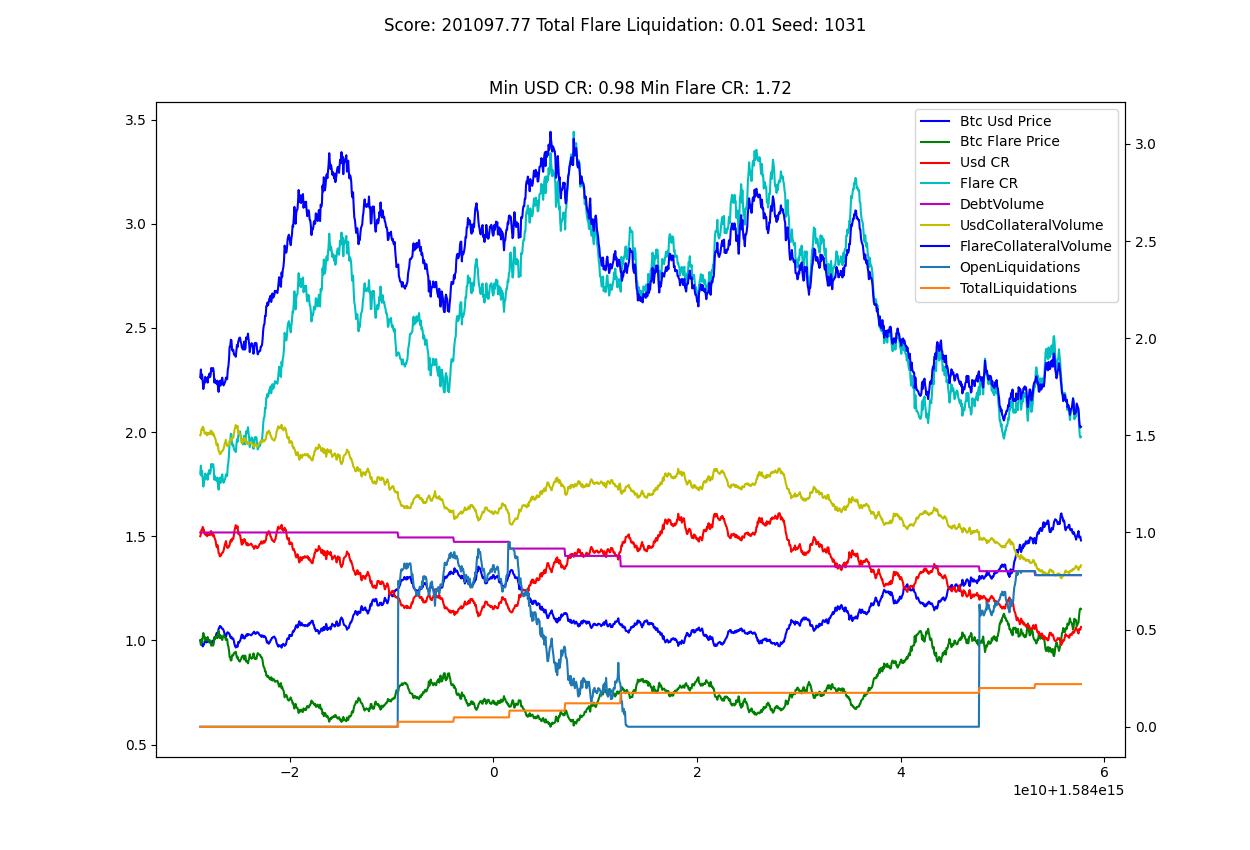 Score: 201097.77 Total Flare Liquidation: 0.01 Seed: 1031
Min USD CR: 0.98 Min Flare CR: 1.72
3.5
3.0
2.5
2.0
1.5
1.0
0.5
Btc Usd Price
Btc Flare Price
Usd CR
Flare CR
DebtVolume
UsdCollateralVolume
FlareCollateralVolume
OpenLiquidations
TotalLiquidations
3.0
2.5
2.0
1.5
1.0
0.5
0.0
−2 0 2 4 6
1e10+1.584e15